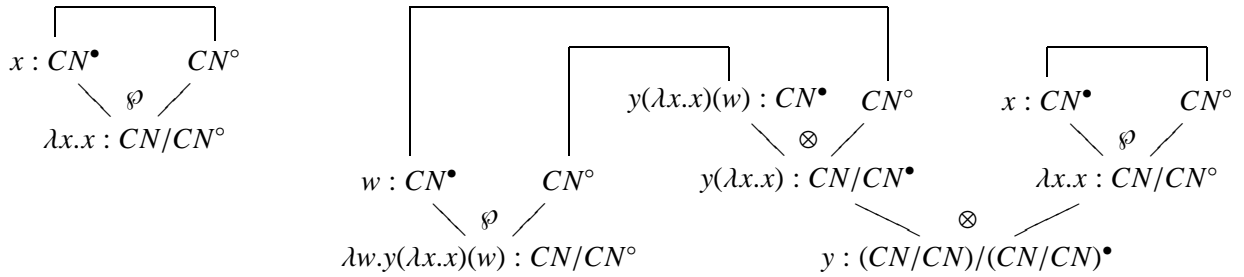 x : CN• CN°
℘
λx.x : CN/CN°
y(λx.x)(w) : CN• CN° x : CN• CN°
⊗ ℘
w : CN• CN° y(λx.x) : CN/CN• λx.x : CN/CN°
℘ ⊗
λw.y(λx.x)(w) : CN/CN° y : (CN/CN)/(CN/CN)•